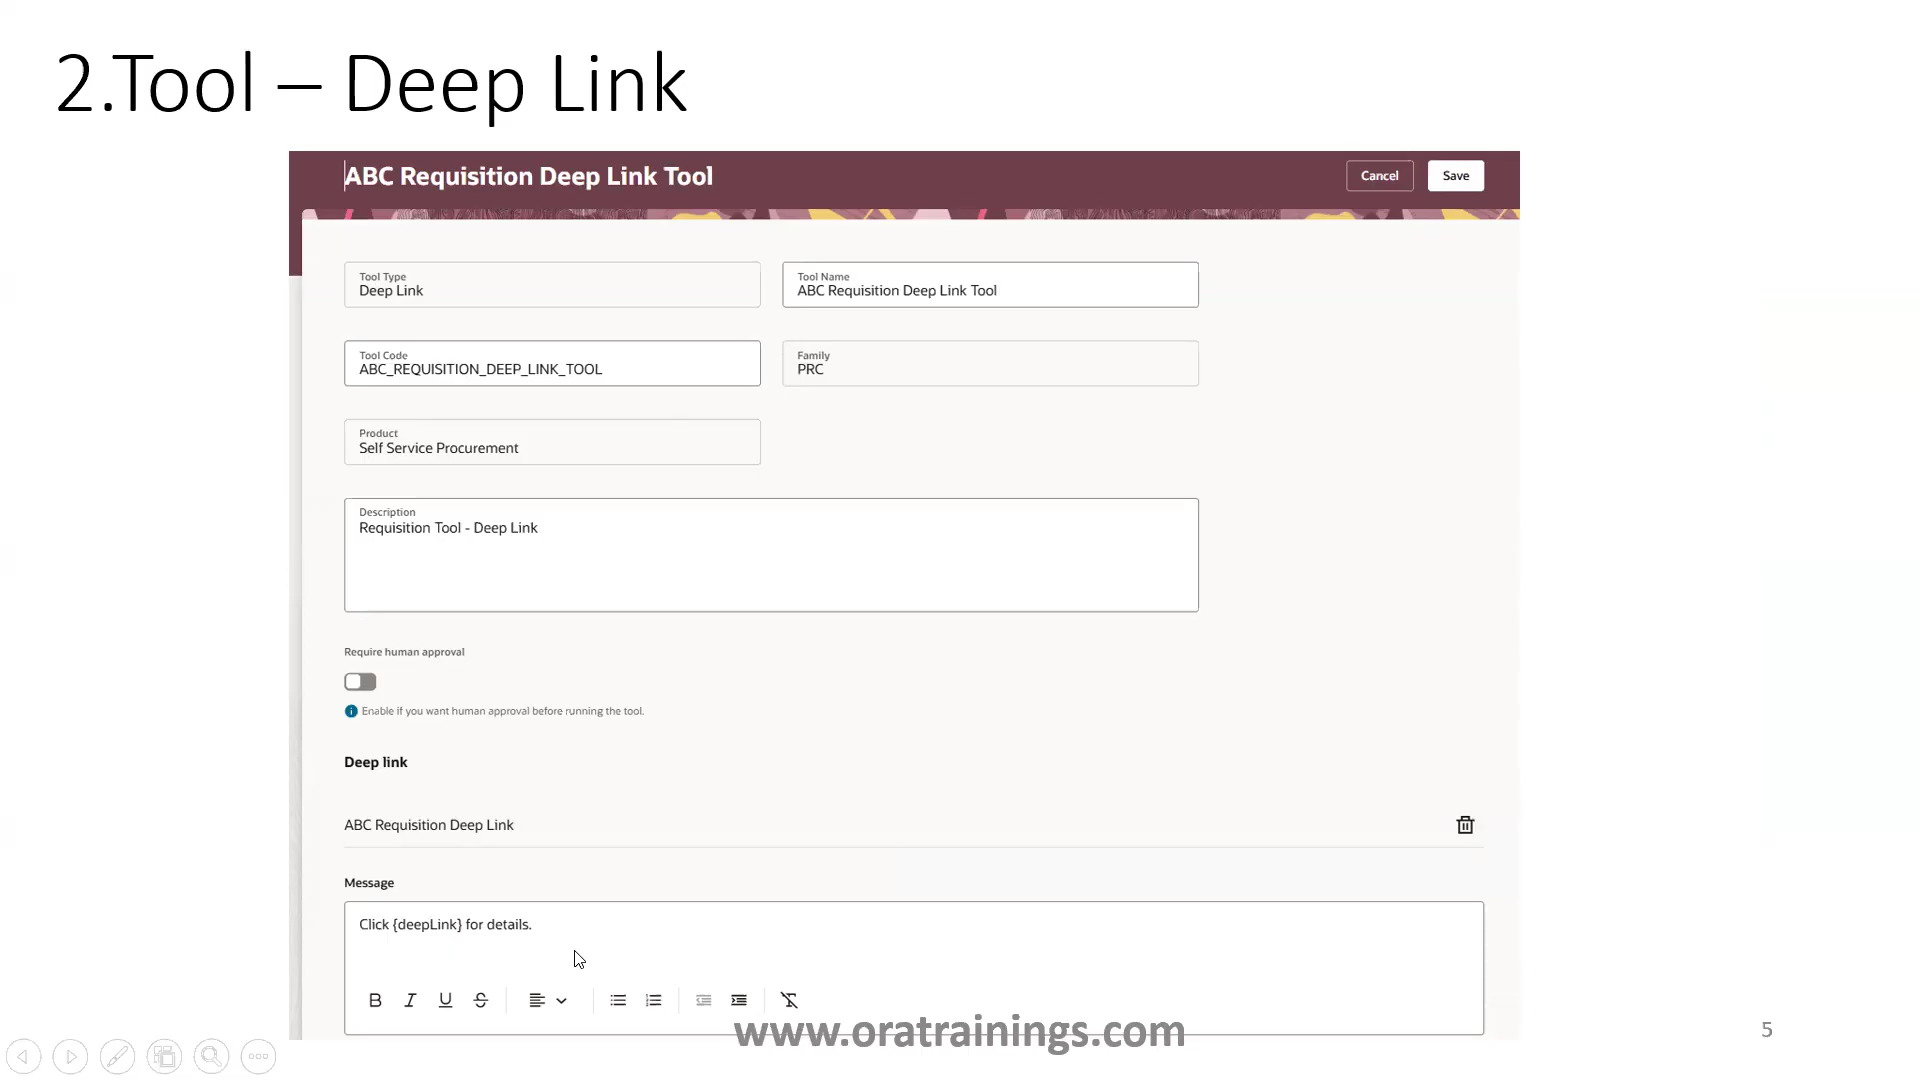 2.Tool – Deep Link
ABC Requisition Deep Link Tool
Cancel
Save
Tool Type
Deep Link
Tool Name
ABC Requisition Deep Link Tool
Tool Code
ABC_REQUISITION_DEEP_LINK_TOOL
Family
PRC
Product
Self Service Procurement
Description
Requisition Tool - Deep Link
Require human approval
Enable if you want human approval before running the tool.
Deep link
ABC Requisition Deep Link
Message
Click {deepLink} for details.
B I U S
www.oratrainings.com
5